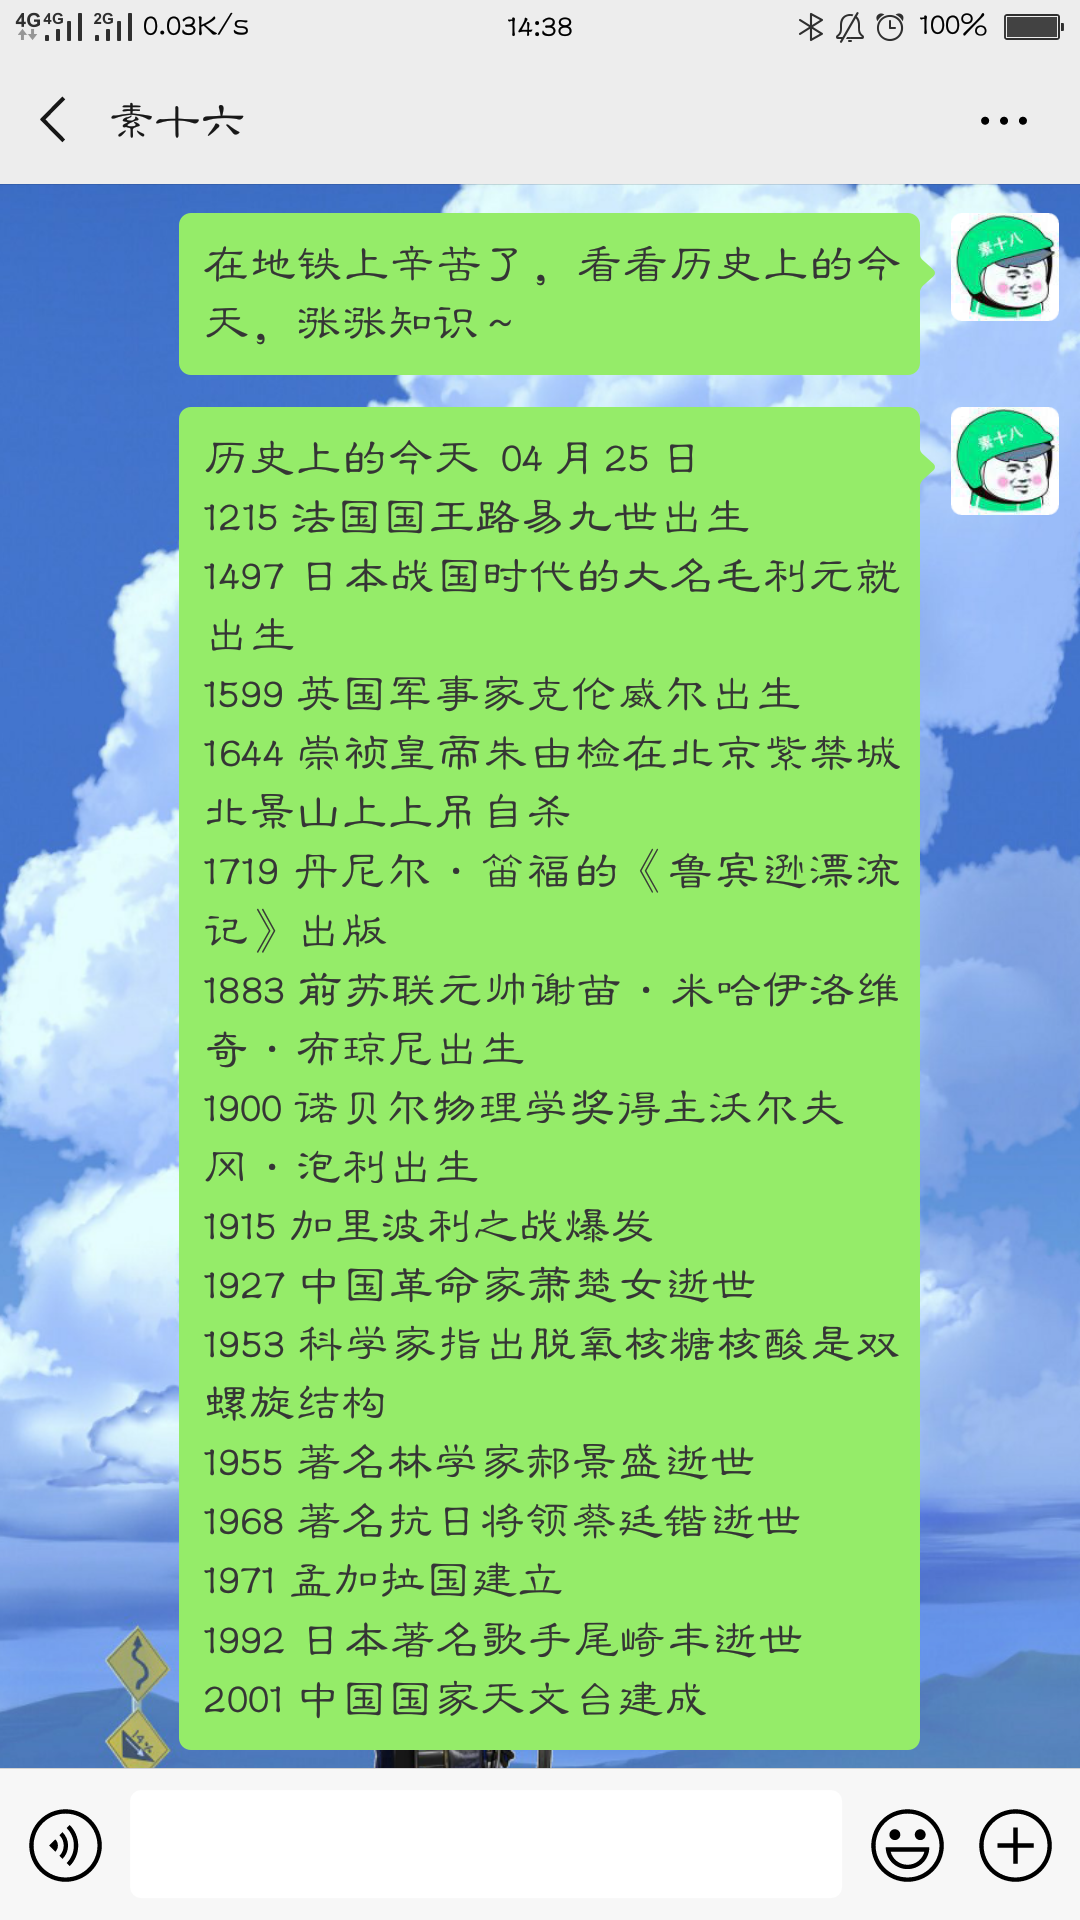 4G 4G 2G 0.03K/s 14:38 100%
素十六
在地铁上辛苦了，看看历史上的今
天，涨涨知识~
素十八
历史上的今天 04月25日
1215 法国国王路易九世出生
1497 日本战国时代的大名毛利元就
出生
1599 英国军事家克伦威尔出生
1644 崇祯皇帝朱由检在北京紫禁城
北景山上上吊自杀
1719 丹尼尔·笛福的《鲁宾逊漂流
记》出版
1883 前苏联元帅谢苗·米哈伊洛维
奇·布琼尼出生
1900 诺贝尔物理学奖得主沃尔夫
风·泡利出生
1915 加里波利之战爆发
1927 中国革命家萧楚女逝世
1953 科学家指出脱氧核糖核酸是双
螺旋结构
1955 著名林学家郝景盛逝世
1968 著名抗日将领蔡廷锴逝世
1971 孟加拉国建立
1992 日本著名歌手尾崎丰逝世
2001 中国国家天文台建成
素十八
14%